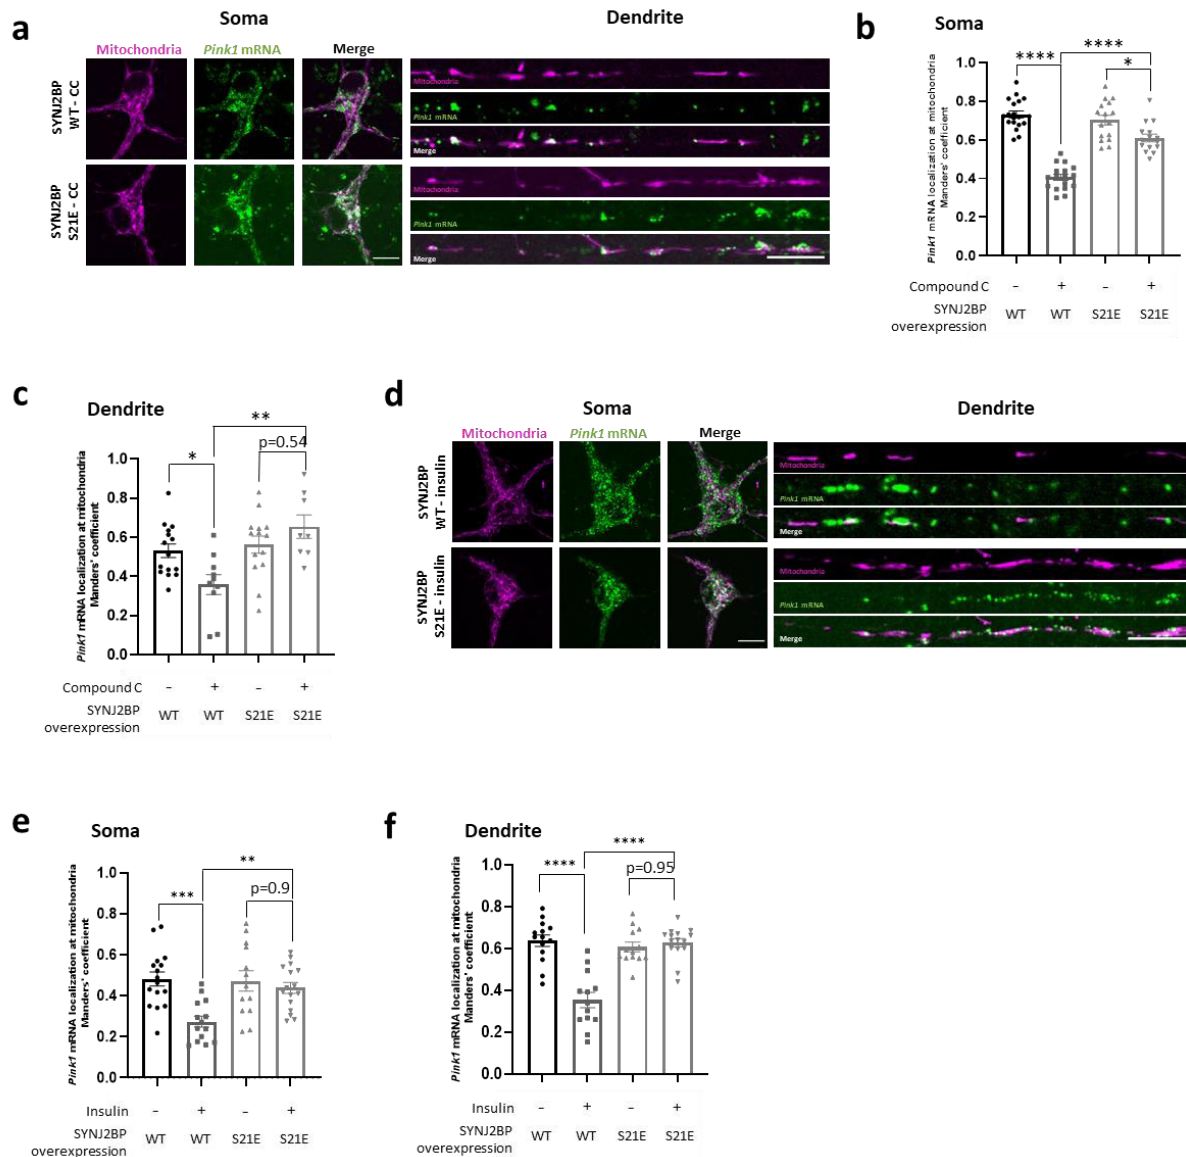 a
Soma
Dendrite
Mitochondria
Pink1 mRNA
Merge
SYNJ2BP
WT - CC
SYNJ2BP
S21E - CC
Mitochondria
Pink1 mRNA
Merge
Mitochondria
Pink1 mRNA
Merge
b
Soma
****
****
*
Pink1 mRNA localization at mitochondria
Manders' coefficient
1.0
0.8
0.6
0.4
0.2
0.0
Compound C
- + - +
SYNJ2BP
overexpression
WT WT S21E S21E
c
Dendrite
**
p=0.54
*
Pink1 mRNA localization at mitochondria
Manders' coefficient
1.0
0.8
0.6
0.4
0.2
0.0
Compound C
- + - +
SYNJ2BP
overexpression
WT WT S21E S21E
d
Soma
Dendrite
Mitochondria
Pink1 mRNA
Merge
SYNJ2BP
WT - insulin
SYNJ2BP
S21E - insulin
Mitochondria
Pink1 mRNA
Merge
Mitochondria
Pink1 mRNA
Merge
e
Soma
**
p=0.9
***
Pink1 mRNA localization at mitochondria
Manders' coefficient
1.0
0.8
0.6
0.4
0.2
0.0
Insulin
- + - +
SYNJ2BP
overexpression
WT WT S21E S21E
f
Dendrite
****
****
p=0.95
Pink1 mRNA localization at mitochondria
Manders' coefficient
1.0
0.8
0.6
0.4
0.2
0.0
Insulin
- + - +
SYNJ2BP
overexpression
WT WT S21E S21E